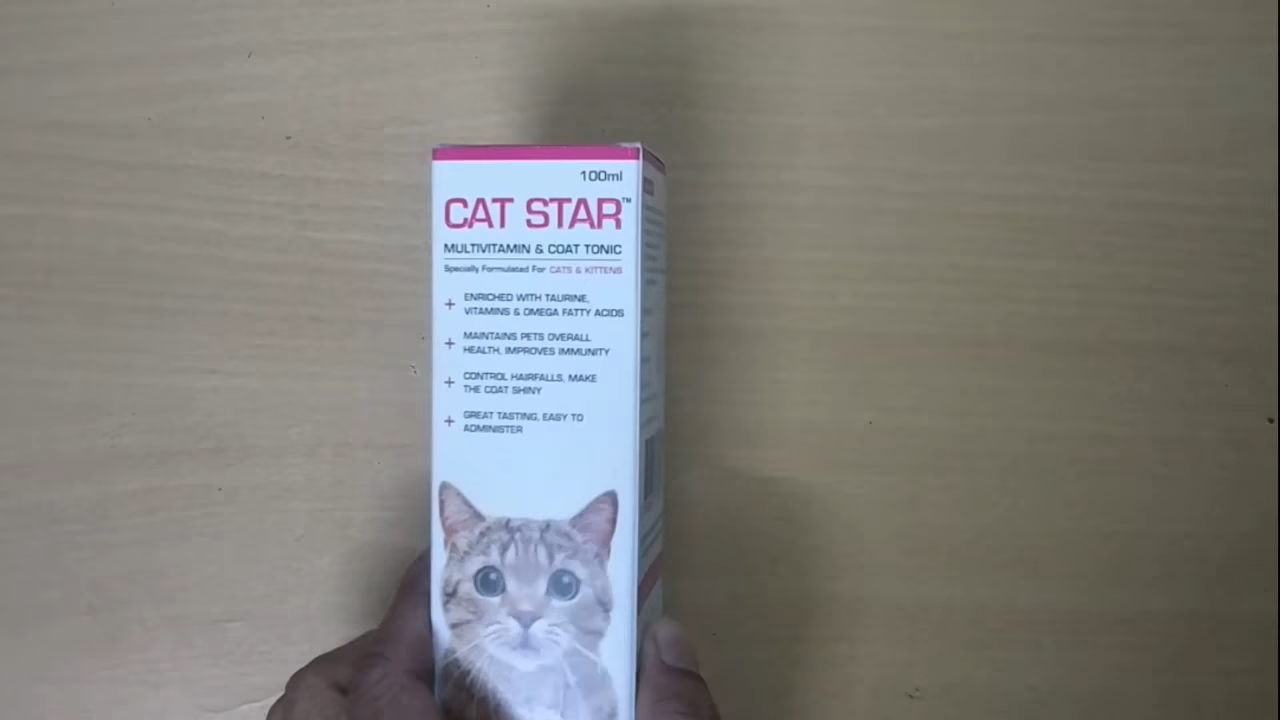 100ml
CAT STAR™
MULTIVITAMIN & COAT TONIC
Specially Formulated For CATS & KITTENS
+ ENRICHED WITH TAURINE,
VITAMINS & OMEGA FATTY ACIDS
+ MAINTAINS PETS OVERALL
HEALTH, IMPROVES IMMUNITY
+ CONTROL HAIRFALLS, MAKE
THE COAT SHINY
+ GREAT TASTING, EASY TO
ADMINISTER